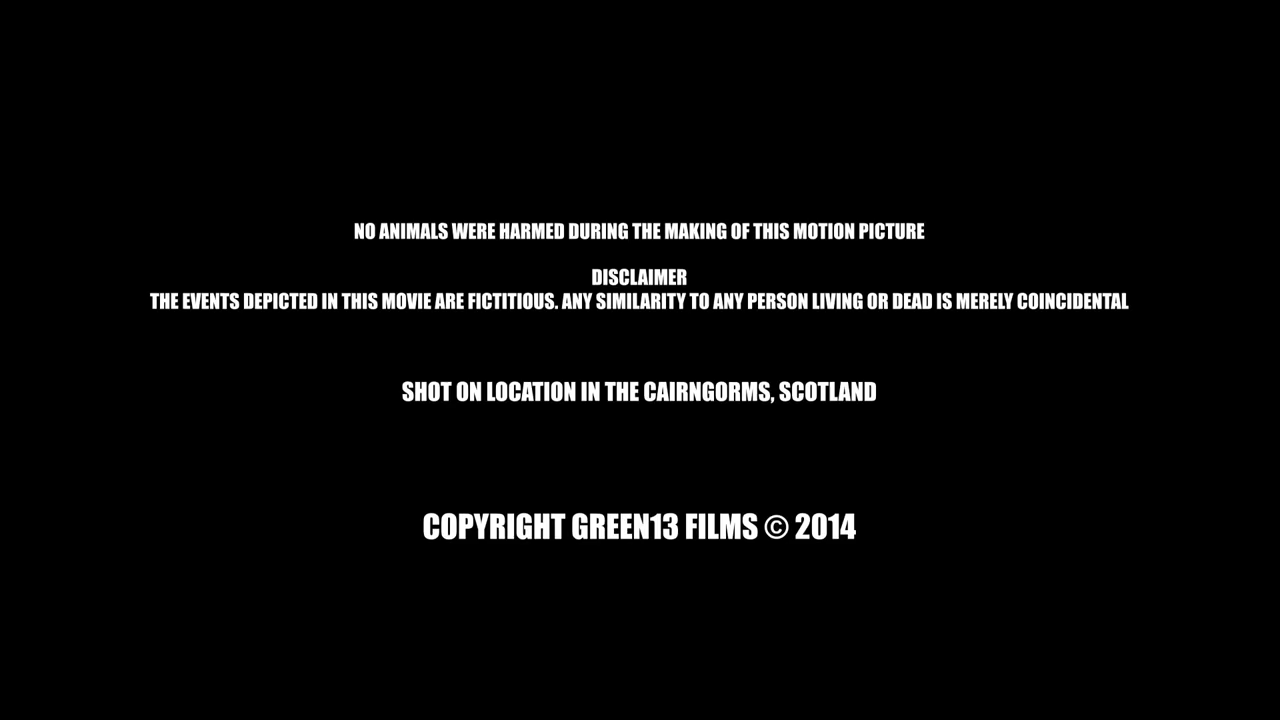 NO ANIMALS WERE HARMED DURING THE MAKING OF THIS MOTION PICTURE
DISCLAIMER
THE EVENTS DEPICTED IN THIS MOVIE ARE FICTITIOUS. ANY SIMILARITY TO ANY PERSON LIVING OR DEAD IS MERELY COINCIDENTAL
SHOT ON LOCATION IN THE CAIRNGORMS, SCOTLAND
COPYRIGHT GREEN13 FILMS © 2014